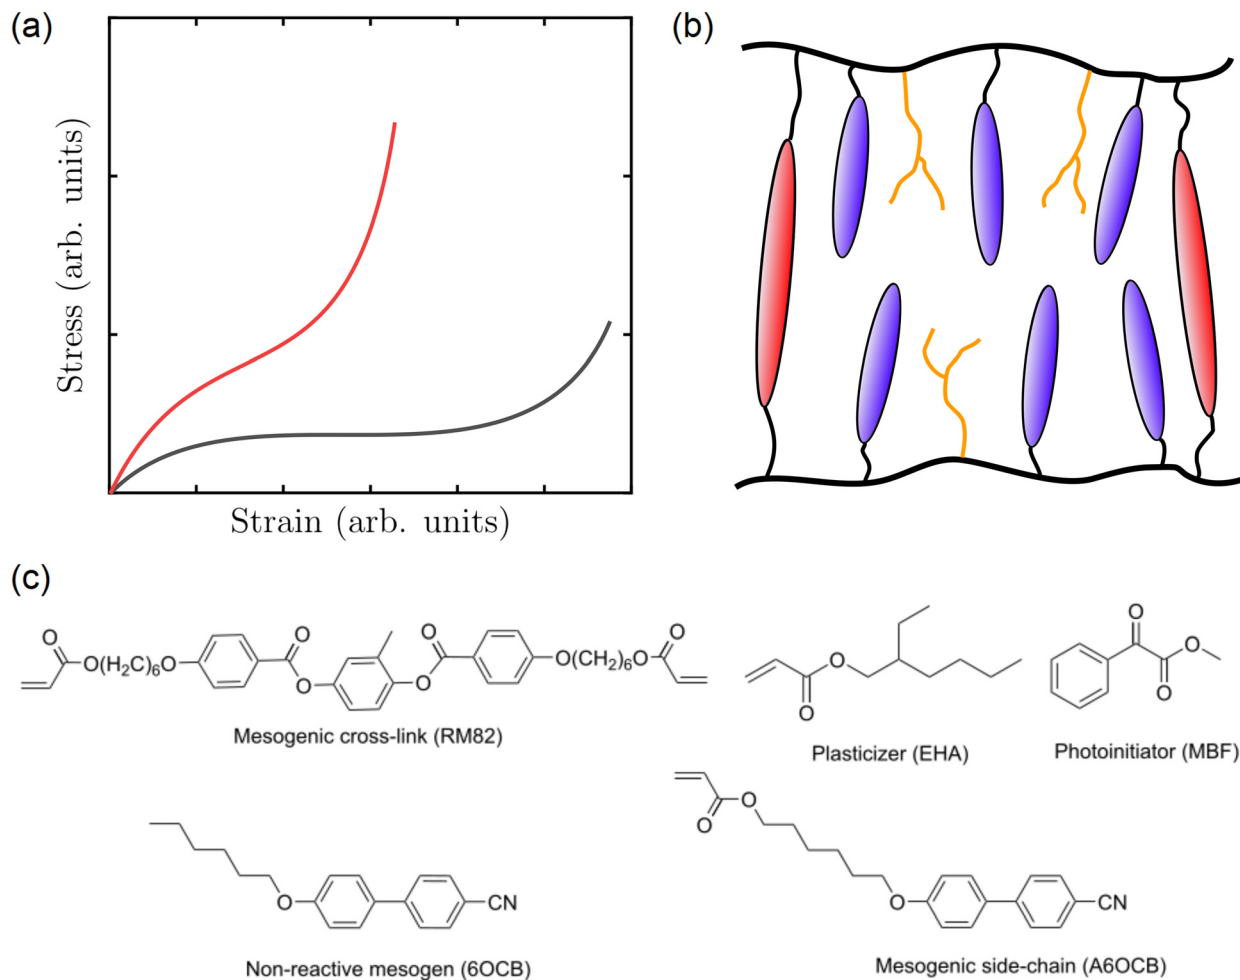 (a)
Stress (arb. units)
Strain (arb. units)
(b)
(c)
O
O(H₂C)₆O
O
O
O
O
O(CH₂)₆O
O
Mesogenic cross-link (RM82)
O
O
Plasticizer (EHA)
O
O
O
Photoinitiator (MBF)
O
CN
Non-reactive mesogen (6OCB)
O
O
O
CN
Mesogenic side-chain (A6OCB)